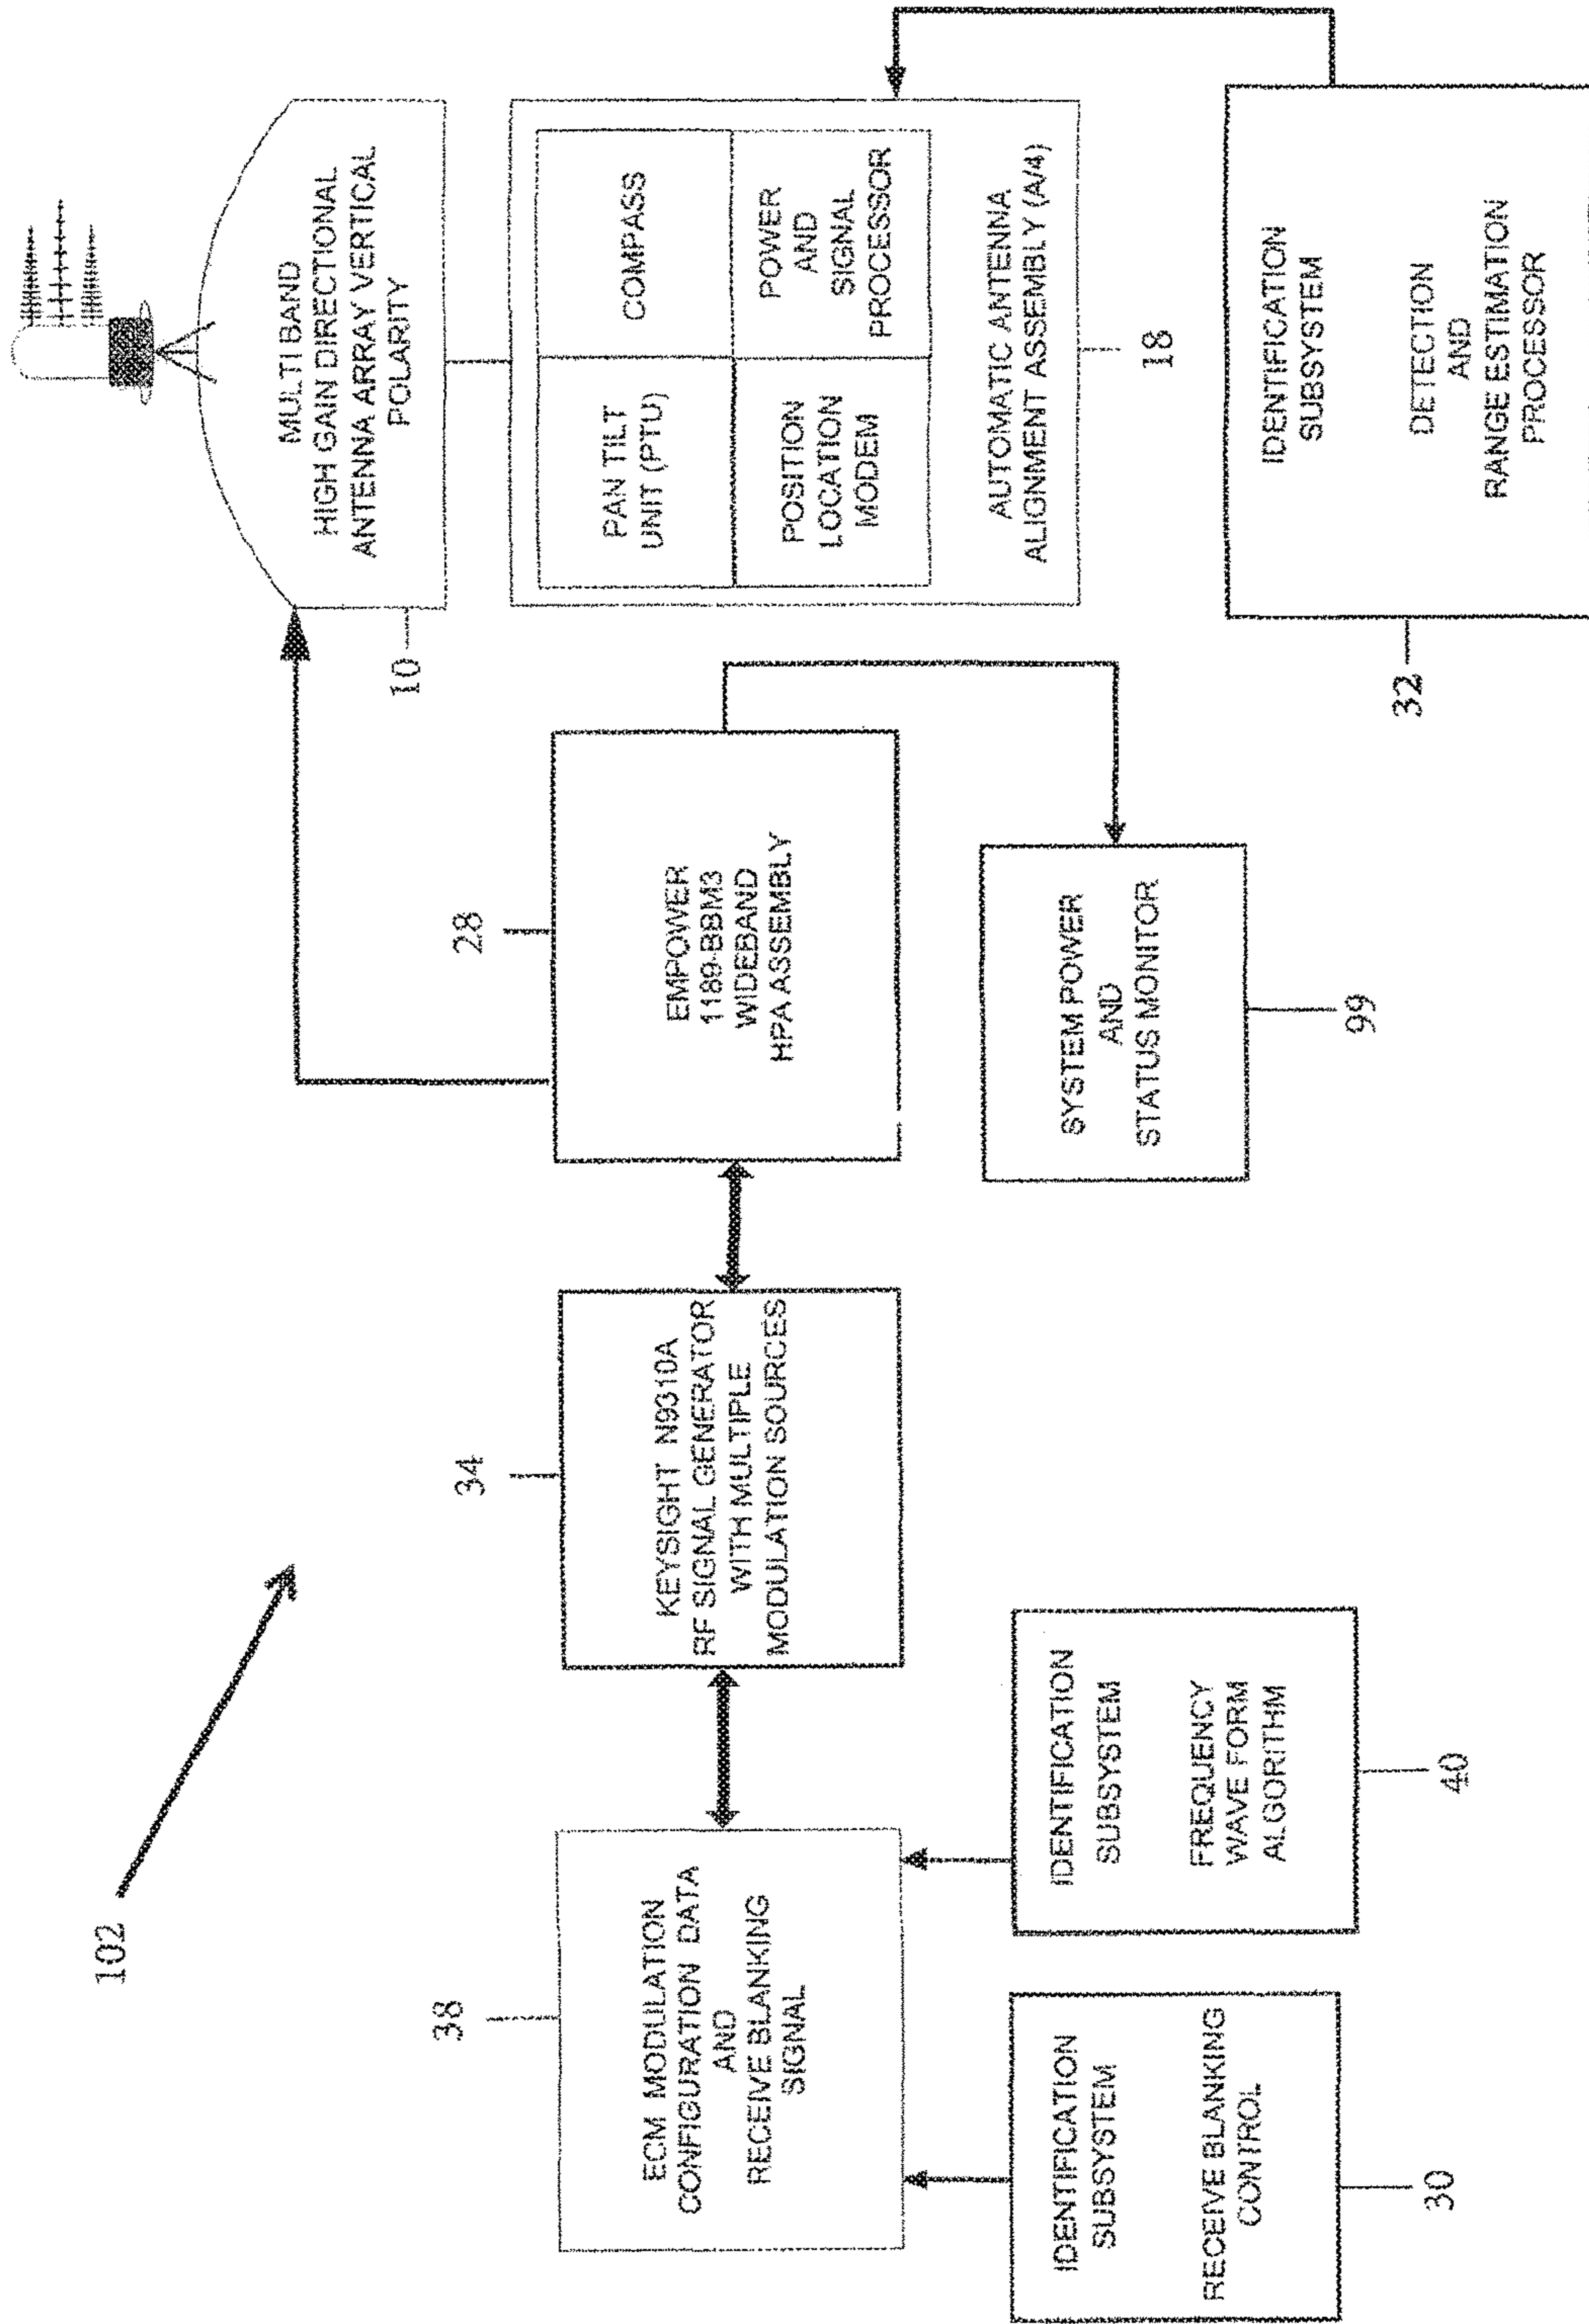 102
38
ECM MODULATION
CONFIGURATION DATA
AND
RECEIVE BLANKING
SIGNAL
34
KEYSIGHT N9310A
RF SIGNAL GENERATOR
WITH MULTIPLE
MODULATION SOURCES
28
EMPOWER
1189-BBM3
WIDEBAND
HPA ASSEMBLY
MULTI BAND
HIGH GAIN DIRECTIONAL
ANTENNA ARRAY VERTICAL
POLARITY
10
PAN TILT
UNIT (PTU)
COMPASS
POSITION
LOCATION
MODEM
POWER
AND
SIGNAL
PROCESSOR
AUTOMATIC ANTENNA
ALIGNMENT ASSEMBLY (A/4)
18
IDENTIFICATION
SUBSYSTEM
RECEIVE BLANKING
CONTROL
30
IDENTIFICATION
SUBSYSTEM
FREQUENCY
WAVE FORM
ALGORITHM
40
SYSTEM POWER
AND
STATUS MONITOR
99
IDENTIFICATION
SUBSYSTEM
DETECTION
AND
RANGE ESTIMATION
PROCESSOR
32